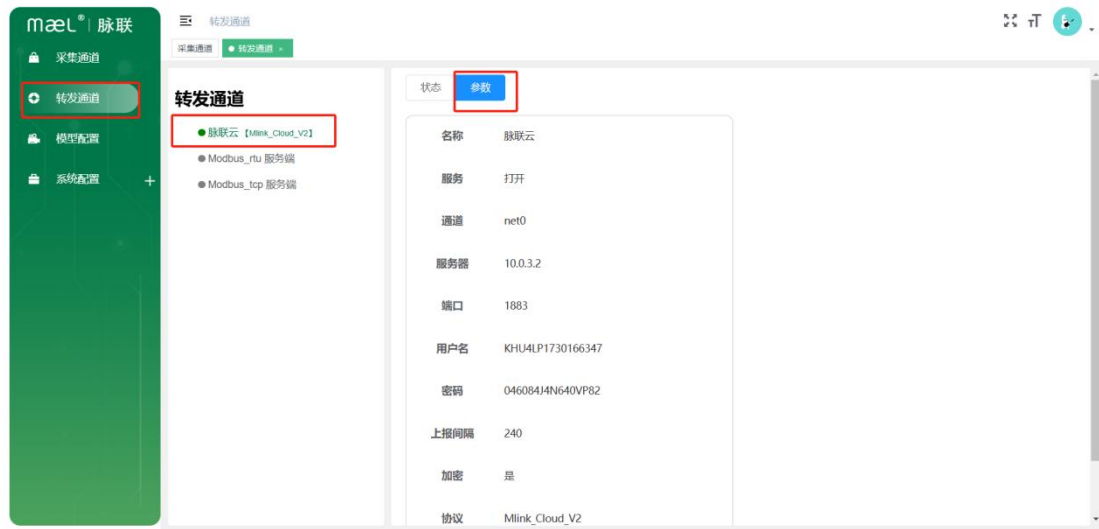 mæL® 脉联
转发通道
采集通道
转发通道 ×
采集通道
转发通道
模型配置
系统配置 +
转发通道
脉联云【Mlink_Cloud_V2】
Modbus_rtu 服务端
Modbus_tcp 服务端
状态 参数
名称 脉联云
服务 打开
通道 net0
服务器 10.0.3.2
端口 1883
用户名 KHU4LP1730166347
密码 046084J4N640VP82
上报间隔 240
加密 是
协议 Mlink_Cloud_V2